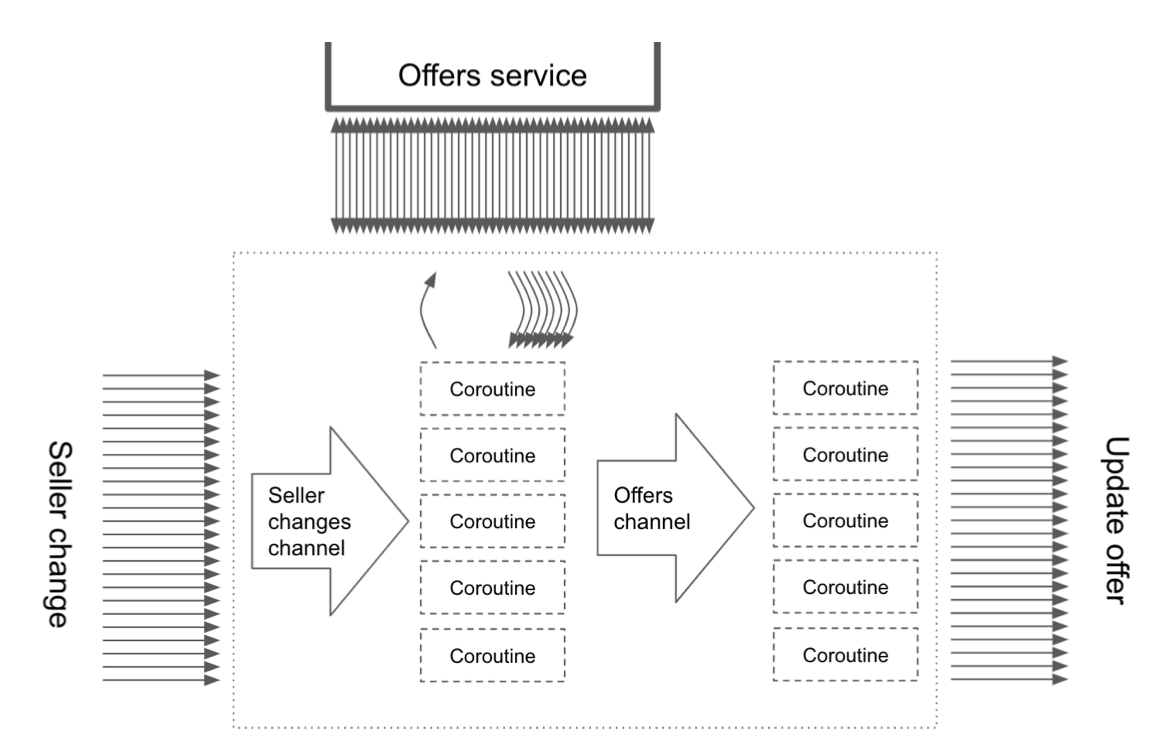 Offers service
Seller change
Seller
changes
channel
Coroutine
Coroutine
Coroutine
Coroutine
Coroutine
Offers
channel
Coroutine
Coroutine
Coroutine
Coroutine
Coroutine
Update offer